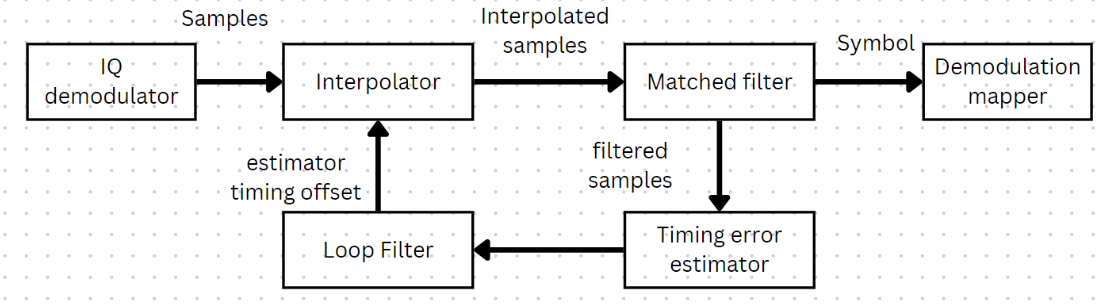 Samples
Interpolated
samples
Symbol
IQ
demodulator
Interpolator
Matched filter
Demodulation
mapper
estimator
timing offset
filtered
samples
Loop Filter
Timing error
estimator